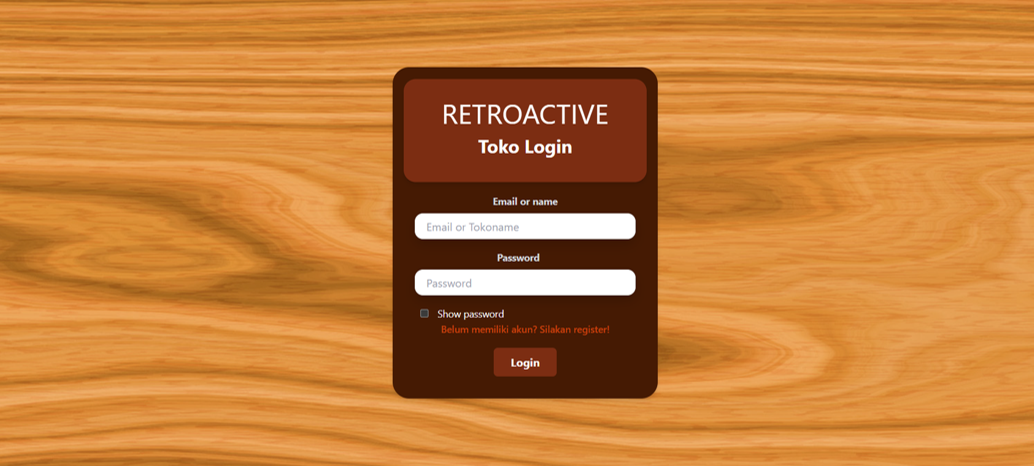 RETROACTIVE
Toko Login
Email or name
Email or Tokoname
Password
Password
Show password
Belum memiliki akun? Silakan register!
Login